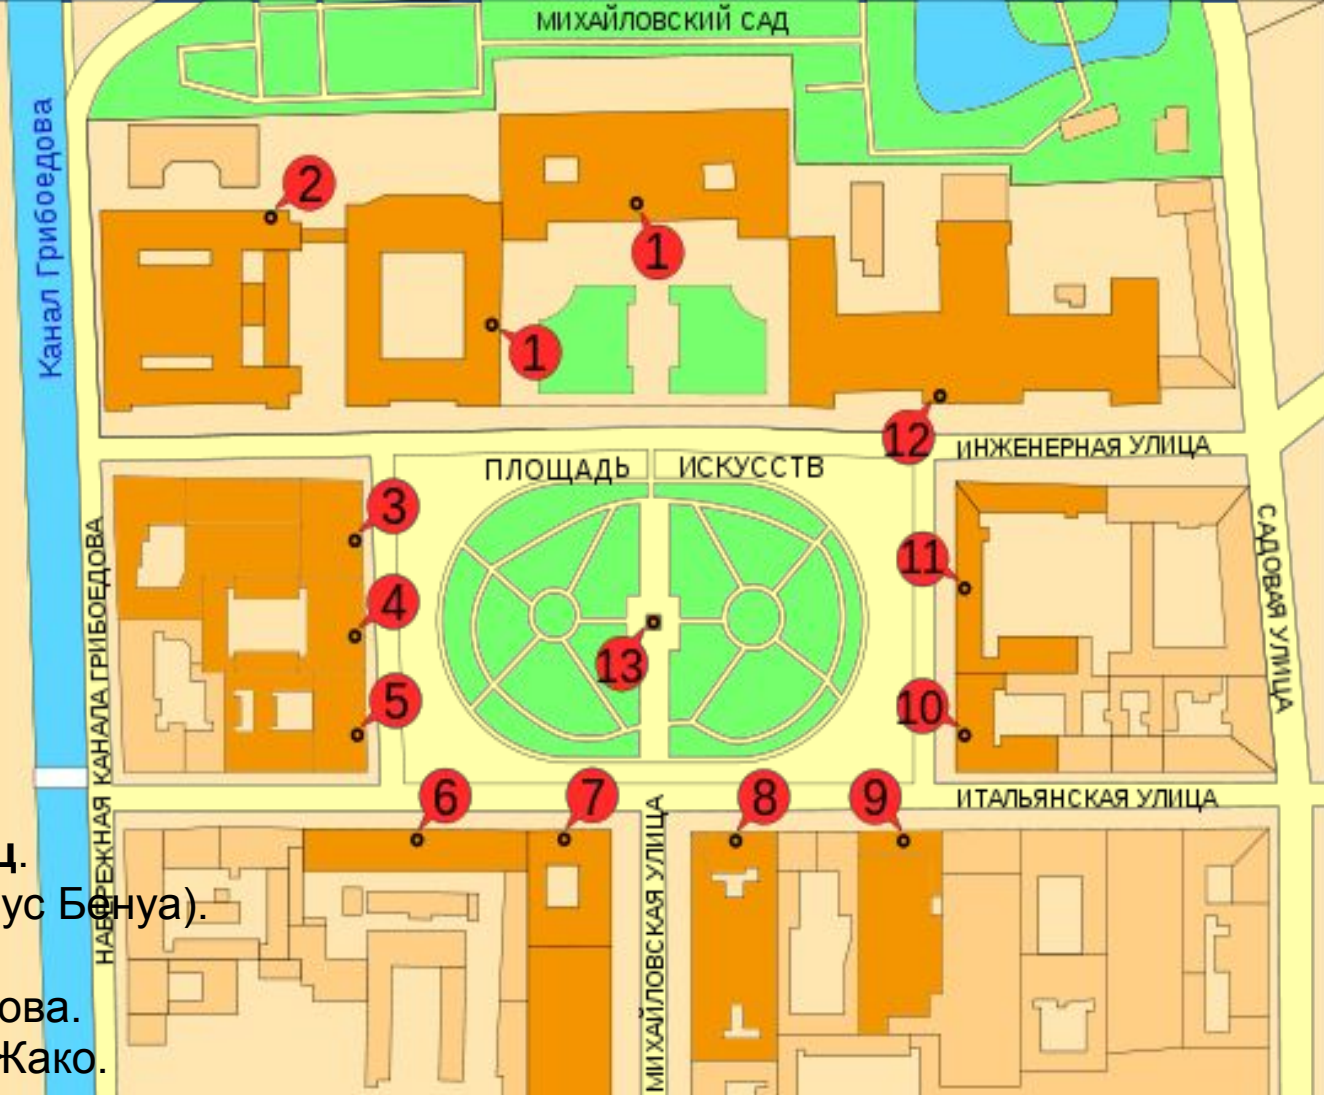 МИХАЙЛОВСКИЙ САД
Канал Грибоедова
2
1
1
12
ИНЖЕНЕРНАЯ УЛИЦА
ПЛОЩАДЬ ИСКУССТВ
3
11
САДОВАЯ УЛИЦА
4
13
5
10
НАБЕРЕЖНАЯ КАНАЛА ГРИБОЕДОВА
6
7
8
9
ИТАЛЬЯНСКАЯ УЛИЦА
МИХАЙЛОВСКАЯ УЛИЦА
ц.
ус Бенуа).
ова.
Жако.